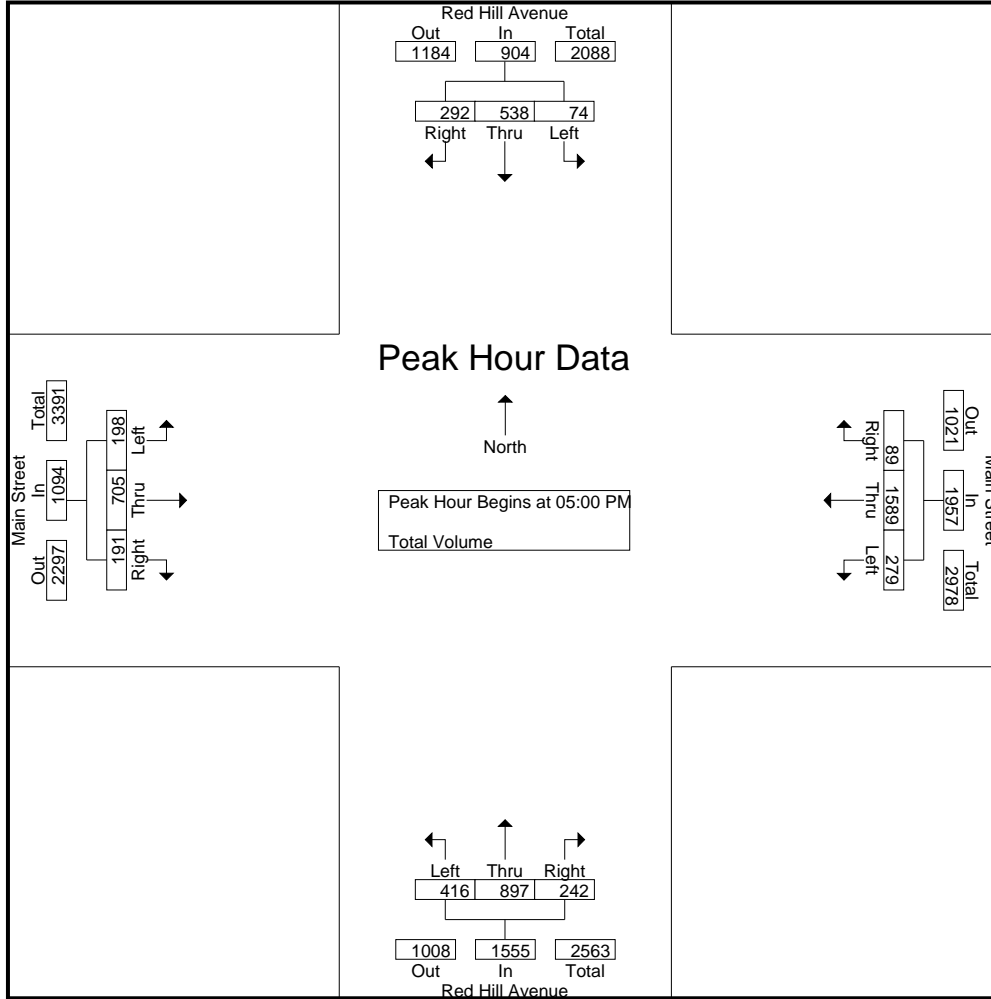 Red Hill Avenue
Out In Total
1184 904 2088
292 538 74
Right Thru Left
Peak Hour Data
North
Peak Hour Begins at 05:00 PM
Total Volume
Main Street
Total In Out
3391 1094 2297
198 705 191
Left Thru Right
Main Street
Out In Total
1021 1957 2978
89 1589 279
Right Thru Left
Left Thru Right
416 897 242
1008 1555 2563
Out In Total
Red Hill Avenue